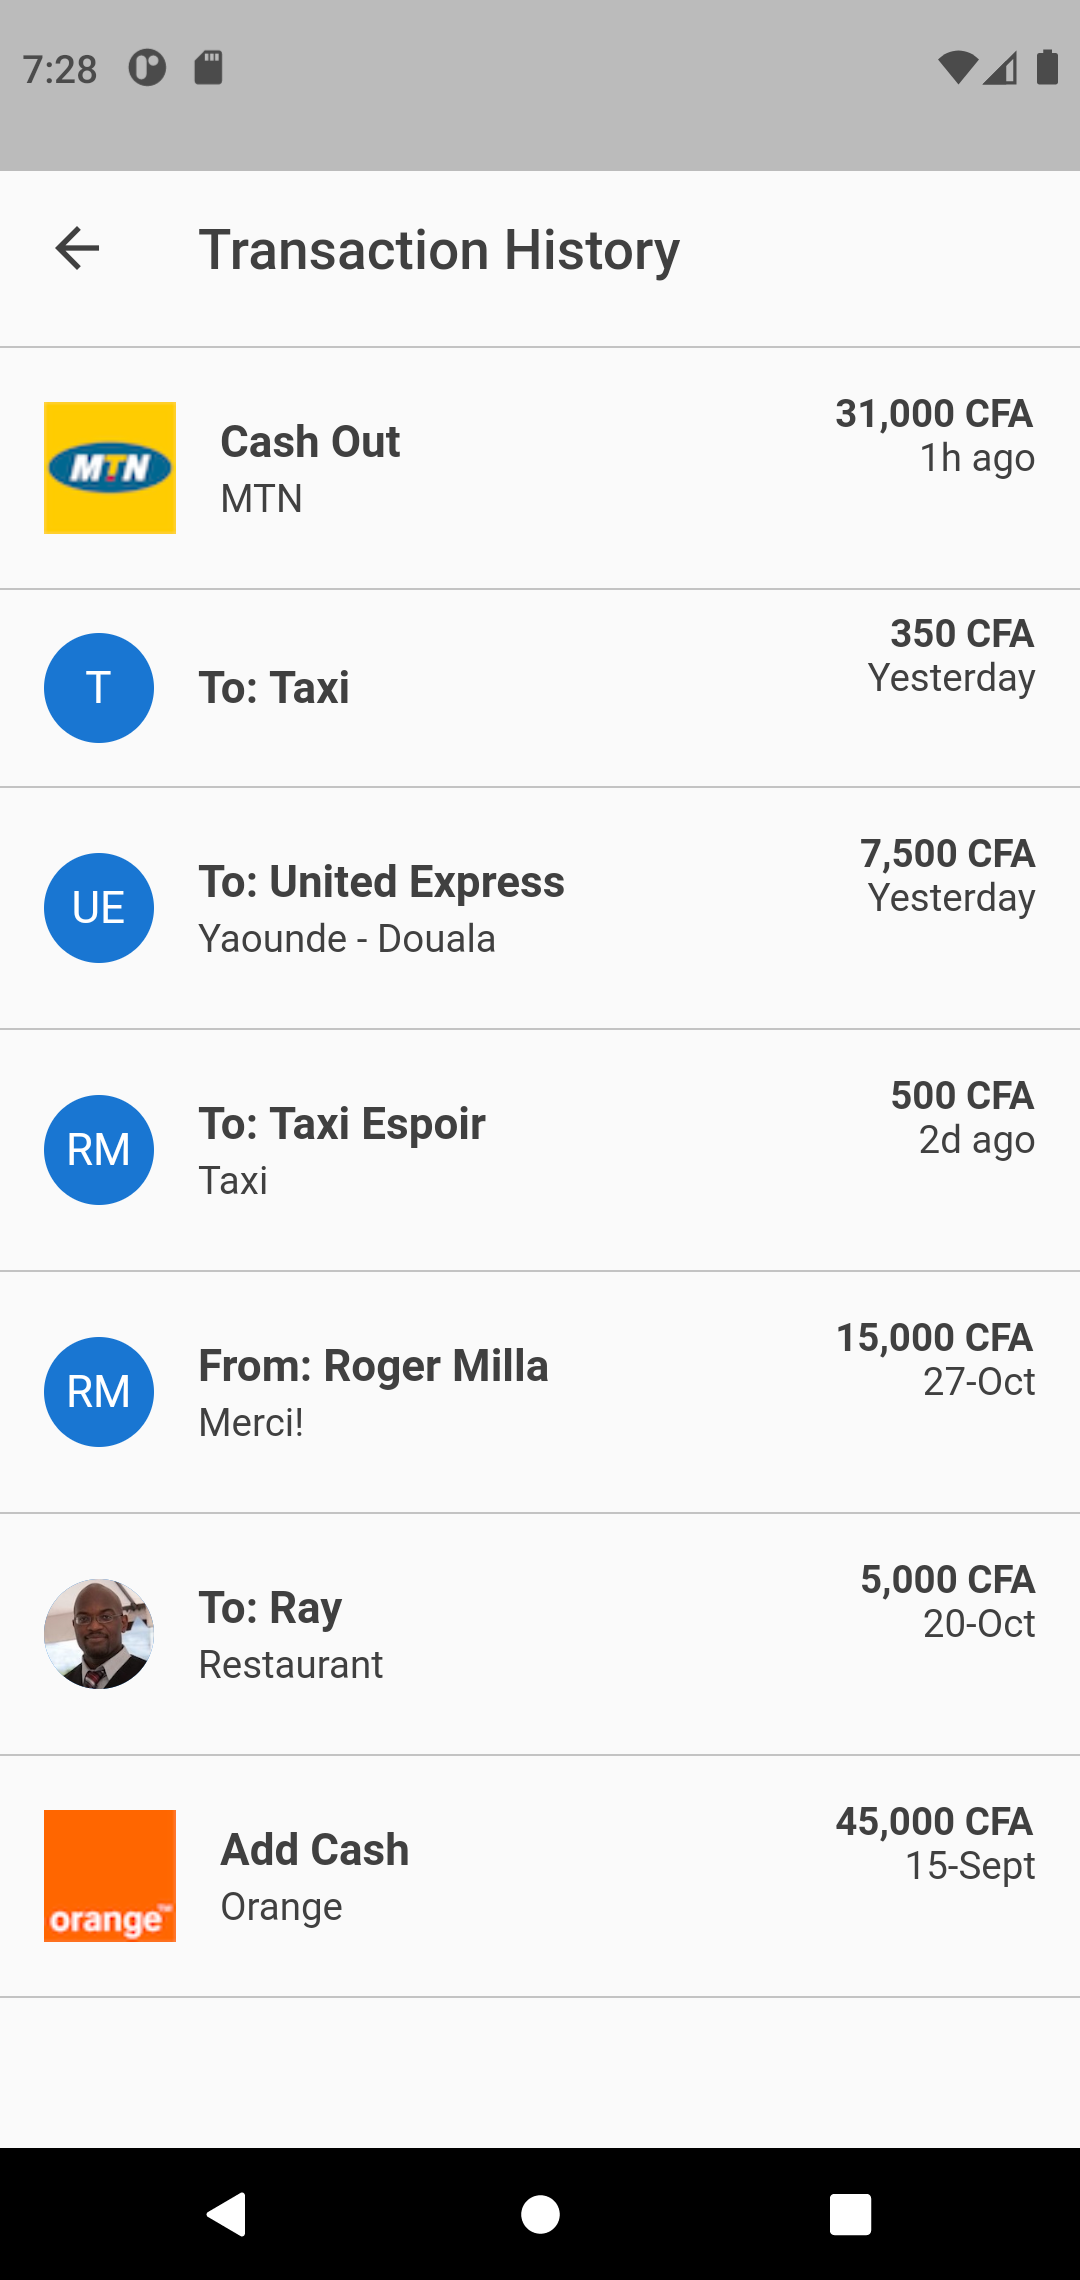 7:28
Transaction History
MTN
Cash Out
MTN
31,000 CFA
1h ago
T
To: Taxi
350 CFA
Yesterday
UE
To: United Express
Yaounde - Douala
7,500 CFA
Yesterday
RM
To: Taxi Espoir
Taxi
500 CFA
2d ago
RM
From: Roger Milla
Merci!
15,000 CFA
27-Oct
To: Ray
Restaurant
5,000 CFA
20-Oct
orange™
Add Cash
Orange
45,000 CFA
15-Sept